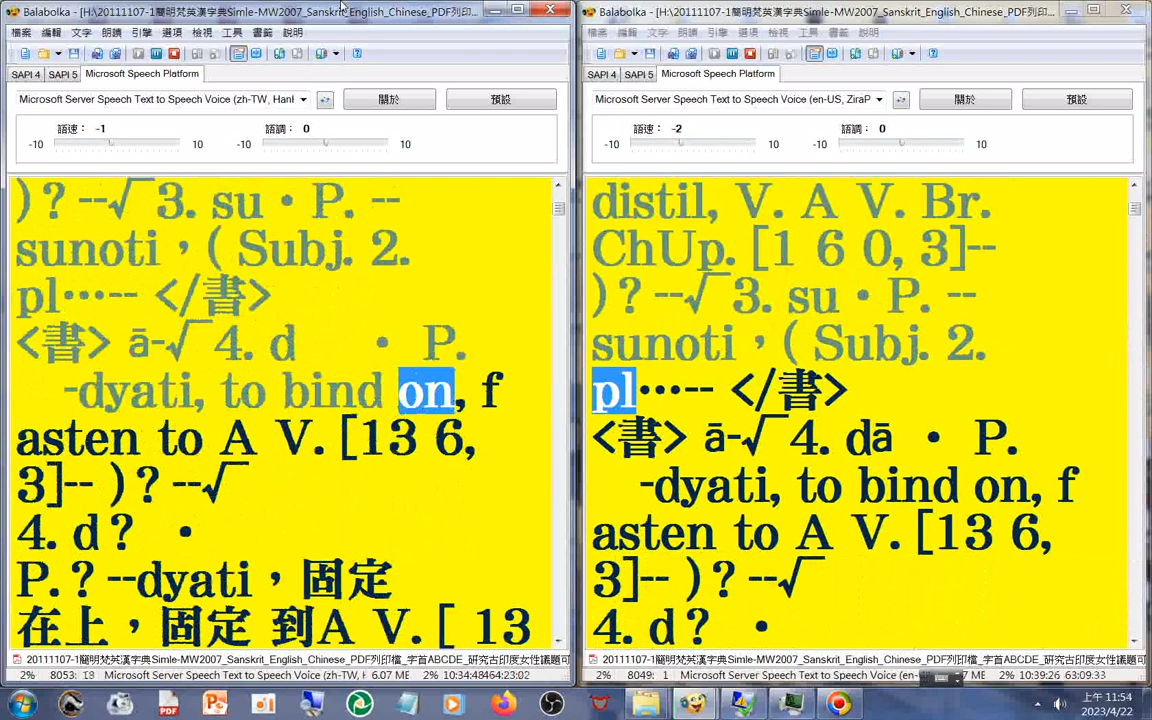 Balabolka - [H:\20111107-1簡明梵英漢字典Simle-MW2007_Sanskrit_English_Chinese_PDF列印...
檔案 編輯 文字 朗讀 引擎 選項 檢視 工具 書籤 說明
SAPI 4 SAPI 5 Microsoft Speech Platform
Microsoft Server Speech Text to Speech Voice (zh-TW, Hanl
關於 預設
語速： -1 語調： 0
-10 10 -10 10
)？--√3. su • P. --
sunoti，( Subj. 2.
pl…-- </書>
<書> ā-√4. d • P.
-dyati, to bind on, f
asten to A V. [13 6,
3]-- )？--√
4. d？ •
P.？--dyati，固定
在上，固定 到A V. [ 13
20111107-1簡明梵英漢字典Simle-MW2007_Sanskrit_English_Chinese_PDF列印檔_字首ABCDE_研究古印度女性議題可
2% 8053: 19 Microsoft Server Speech Text to Speech Voice (zh-TW, 6.07 ME 2% 10:34:48464:23:02
Balabolka - [H:\20111107-1簡明梵英漢字典Simle-MW2007_Sanskrit_English_Chinese_PDF列印...
檔案 編輯 文字 朗讀 引擎 選項 檢視 工具 書籤 說明
SAPI 4 SAPI 5 Microsoft Speech Platform
Microsoft Server Speech Text to Speech Voice (en-US, ZiraP
關於 預設
語速： -2 語調： 0
-10 10 -10 10
distil, V. A V. Br.
ChUp. [1 6 0, 3]--
)？--√3. su • P. --
sunoti，( Subj. 2.
pl…-- </書>
<書> ā-√4. dā • P.
-dyati, to bind on, f
asten to A V. [13 6,
3]-- )？--√
4. d？ •
20111107-1簡明梵英漢字典Simle-MW2007_Sanskrit_English_Chinese_PDF列印檔_字首ABCDE_研究古印度女性議題可
2% 8049: 1 Microsoft Server Speech Text to Speech Voice (en-US 2% 10:39:26 63:09:33
上午 11:54
2023/4/22